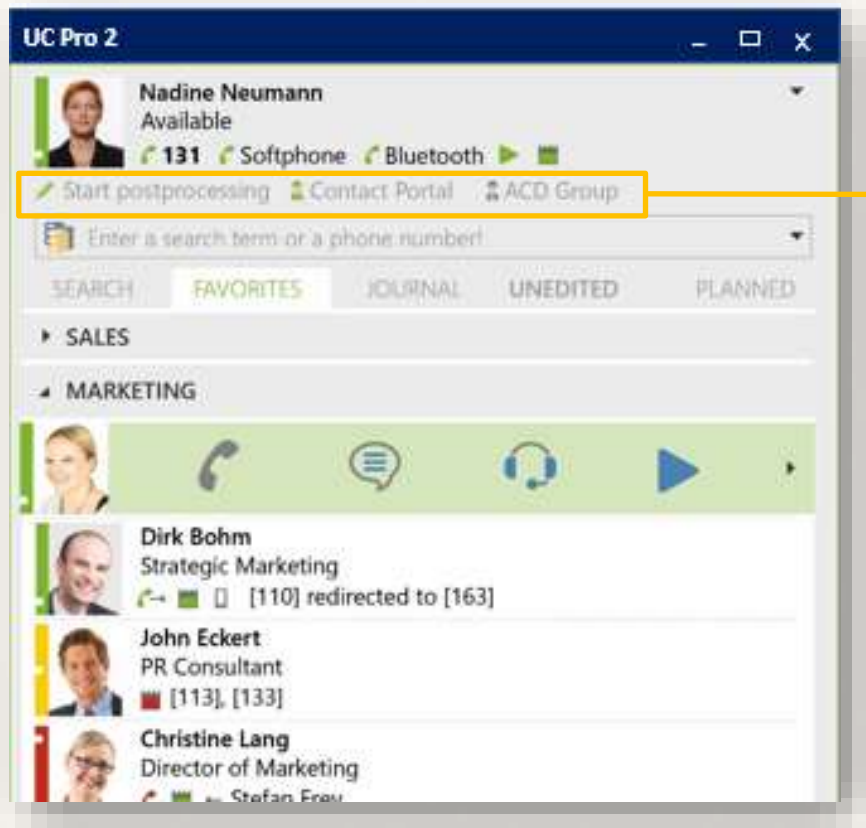 UC Pro 2
Nadine Neumann
Available
131 Softphone Bluetooth
Start postprocessing Contact Portal ACD Group
Enter a search term or a phone number!
SEARCH FAVORITES JOURNAL UNEDITED PLANNED
SALES
MARKETING
Dirk Bohm
Strategic Marketing
[110] redirected to [163]
John Eckert
PR Consultant
[113], [133]
Christine Lang
Director of Marketing
Stefan Frey